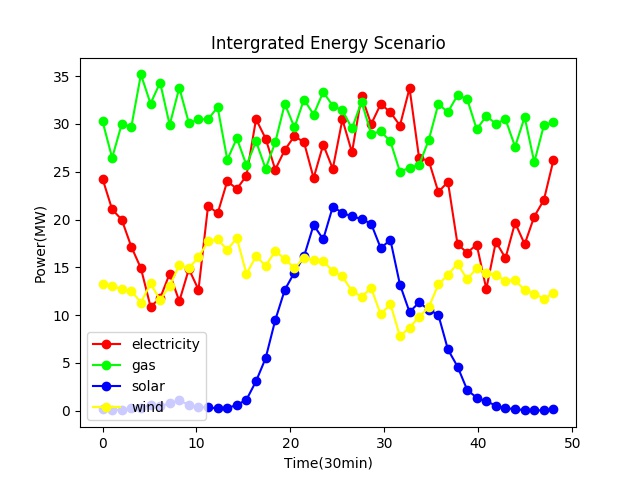 Intergrated Energy Scenario
Power(MW)
35
30
25
20
15
10
5
0
electricity
gas
solar
wind
0 10 20 30 40 50
Time(30min)